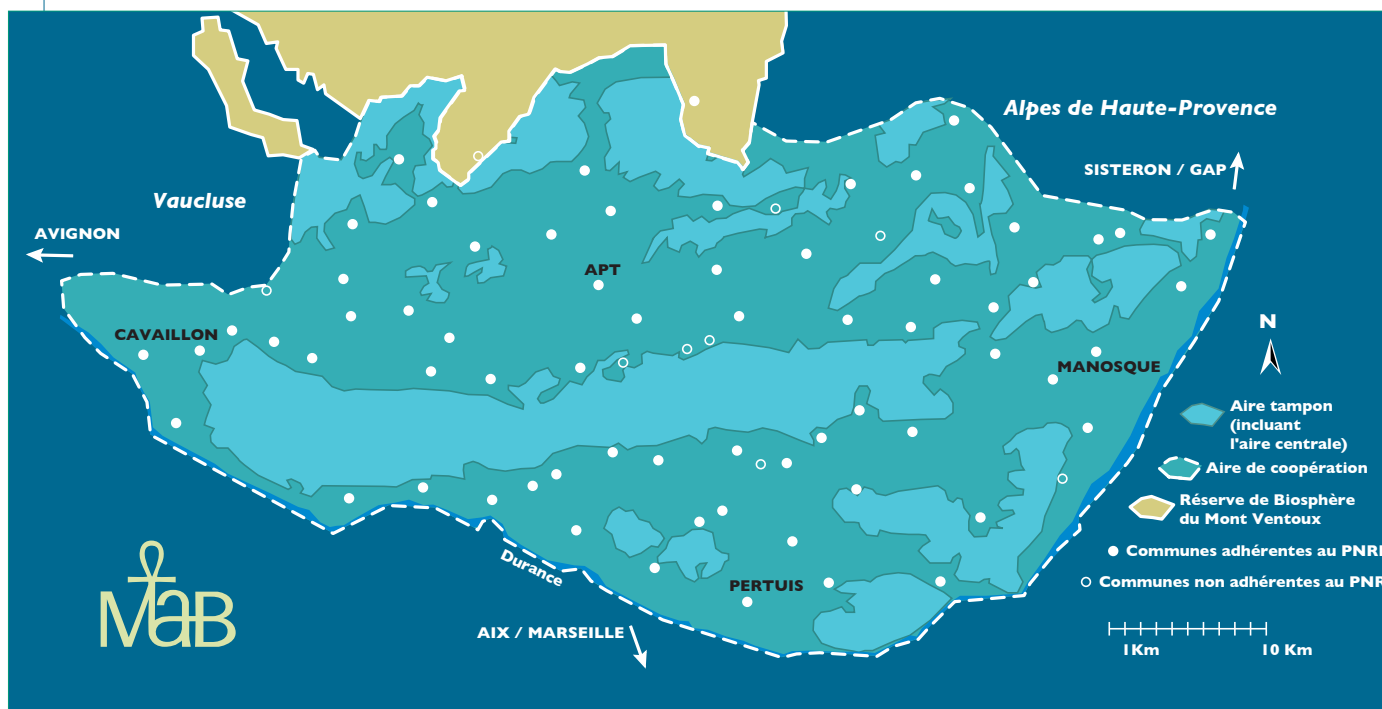 Alpes de Haute-Provence
SISTERON / GAP
Vaucluse
AVIGNON
APT
N
CAVAILLON
MANOSQUE
Aire tampon
(incluant
l'aire centrale)
Aire de coopération
Réserve de Biosphère
du Mont Ventoux
Communes adhérentes au PNR
Communes non adhérentes au PNR
Durance
PERTUIS
MaB
AIX / MARSEILLE
1Km
10 Km